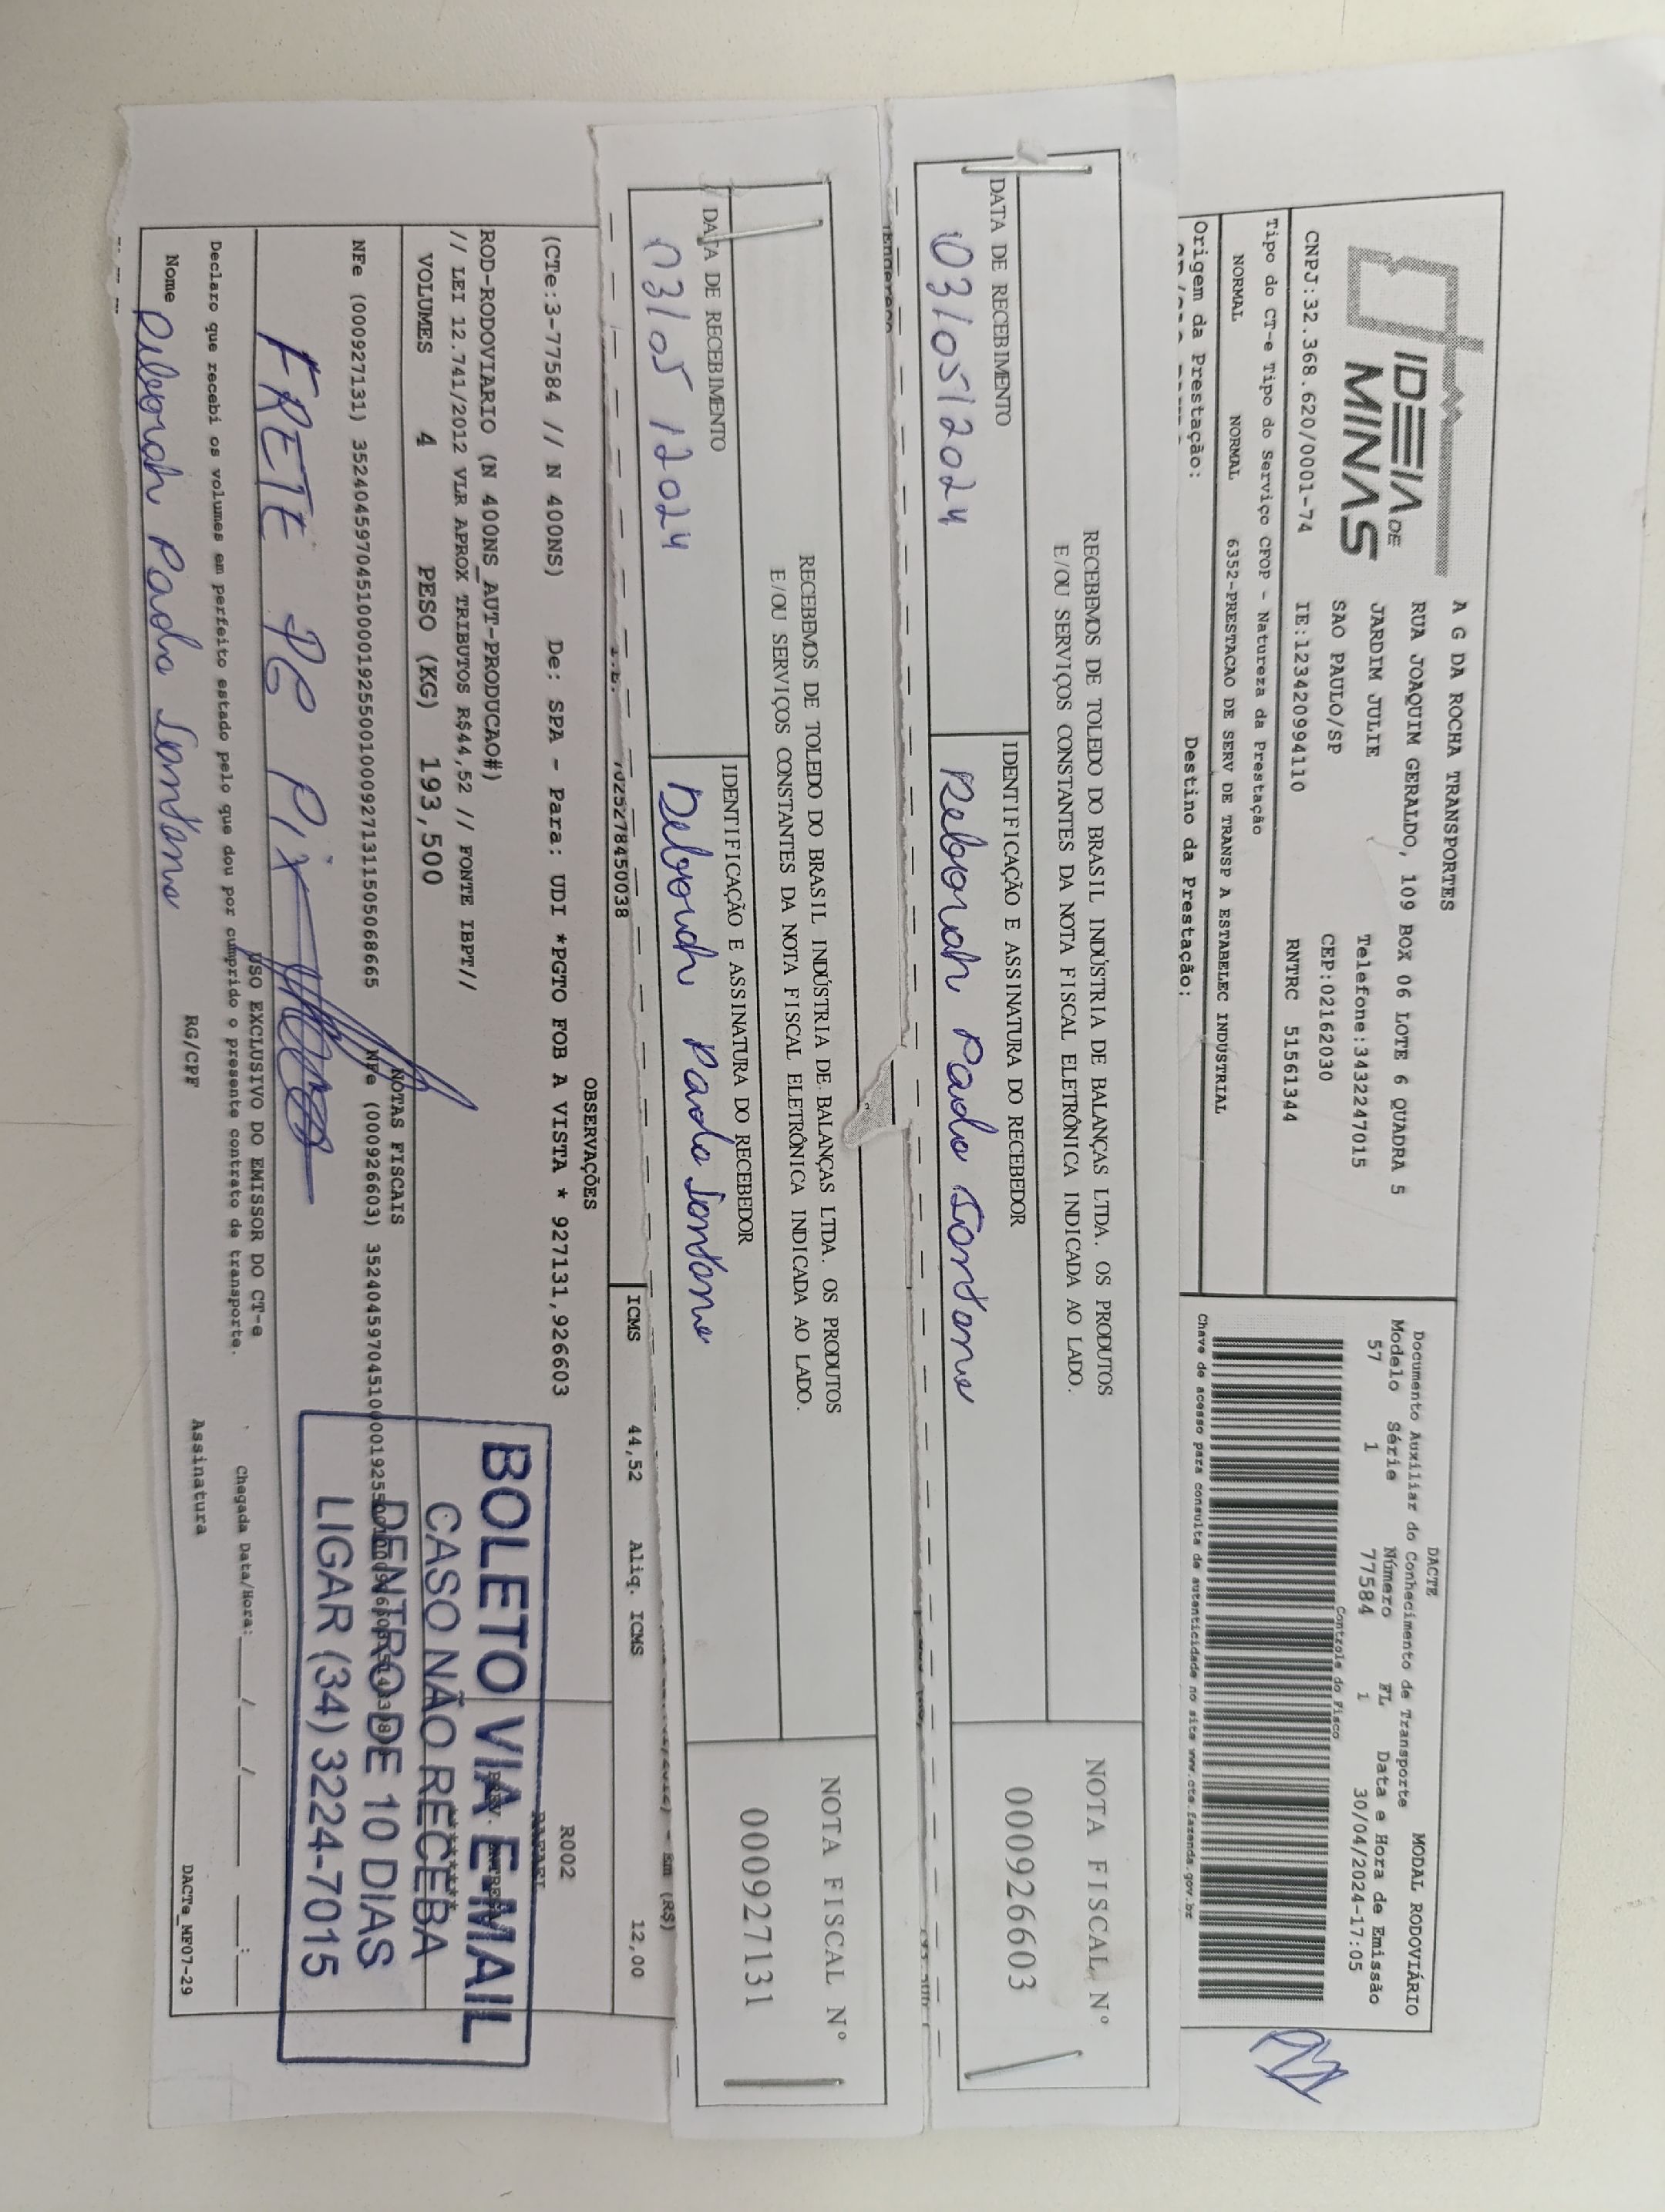 IDEIA DE
MINAS
A G DA ROCHA TRANSPORTES
RUA JOAQUIM GERALDO, 109 BOX 06 LOTE 6 QUADRA 5
JARDIM JULIE Telefone:3432247015
SAO PAULO/SP CEP:02162030
CNPJ:32.368.620/0001-74 IE:123420994110 RNTRC 51561344
Tipo do CT-e Tipo do Serviço CFOP - Natureza da Prestação
NORMAL NORMAL 6352-PRESTACAO DE SERV DE TRANSP A ESTABELEC INDUSTRIAL
Origem da Prestação: Destino da Prestação:
DACTE MODAL RODOVIÁRIO
Documento Auxiliar do Conhecimento de Transporte
Modelo Série Número FL Data e Hora de Emissão
57 1 77584 1 30/04/2024-17:05
Controle do Fisco
Chave de acesso para consulta de autenticidade no site www.cte.fazenda.gov.br
RECEBEMOS DE TOLEDO DO BRASIL INDÚSTRIA DE BALANÇAS LTDA. OS PRODUTOS
E/OU SERVIÇOS CONSTANTES DA NOTA FISCAL ELETRÔNICA INDICADA AO LADO.
NOTA FISCAL Nº
000926603
DATA DE RECEBIMENTO IDENTIFICAÇÃO E ASSINATURA DO RECEBEDOR
03/05/2024 Deborah Prado Santana
RECEBEMOS DE TOLEDO DO BRASIL INDÚSTRIA DE BALANÇAS LTDA. OS PRODUTOS
E/OU SERVIÇOS CONSTANTES DA NOTA FISCAL ELETRÔNICA INDICADA AO LADO.
NOTA FISCAL Nº
000927131
DATA DE RECEBIMENTO IDENTIFICAÇÃO E ASSINATURA DO RECEBEDOR
03/05/2024 Deborah Prado Santana
ICMS 44,52 Aliq. ICMS 12,00
OBSERVAÇÕES R002
(CTe:3-77584 // N 400NS) De: SPA - Para: UDI *PGTO FOB A VISTA * 927131,926603
ROD-RODOVIARIO (N 400NS_AUT-PRODUCAO#)
// LEI 12.741/2012 VLR APROX TRIBUTOS R$44,52 // FONTE IBPT//
VOLUMES 4 PESO (KG) 193,500
NOTAS FISCAIS
NFe (000927131) 35240459704510000192550010009271311505068665 NFe (000926603)
FRETE PG PIX
USO EXCLUSIVO DO EMISSOR DO CT-e
Declaro que recebi os volumes em perfeito estado pelo que dou por cumprido o presente contrato de transporte.
Chegada Data/Hora: ___/___/___ ___:___
Nome Deborah Prado Santana RG/CPF Assinatura DACTe_MF07-29
BOLETO VIA EMAIL
CASO NÃO RECEBA
DENTRO DE 10 DIAS
LIGAR (34) 3224-7015